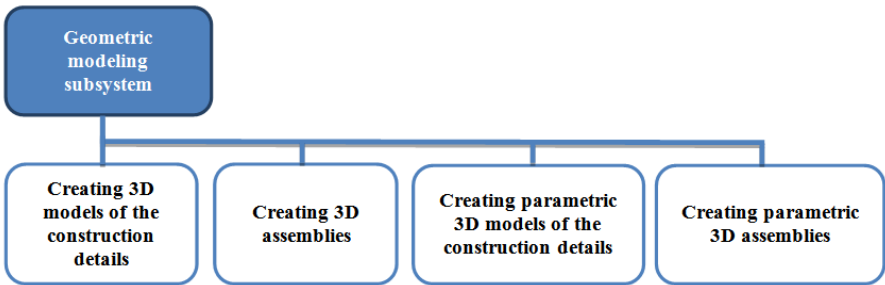 Geometric
modeling
subsystem
Creating 3D
models of the
construction
details
Creating 3D
assemblies
Creating parametric
3D models of the
construction details
Creating parametric
3D assemblies